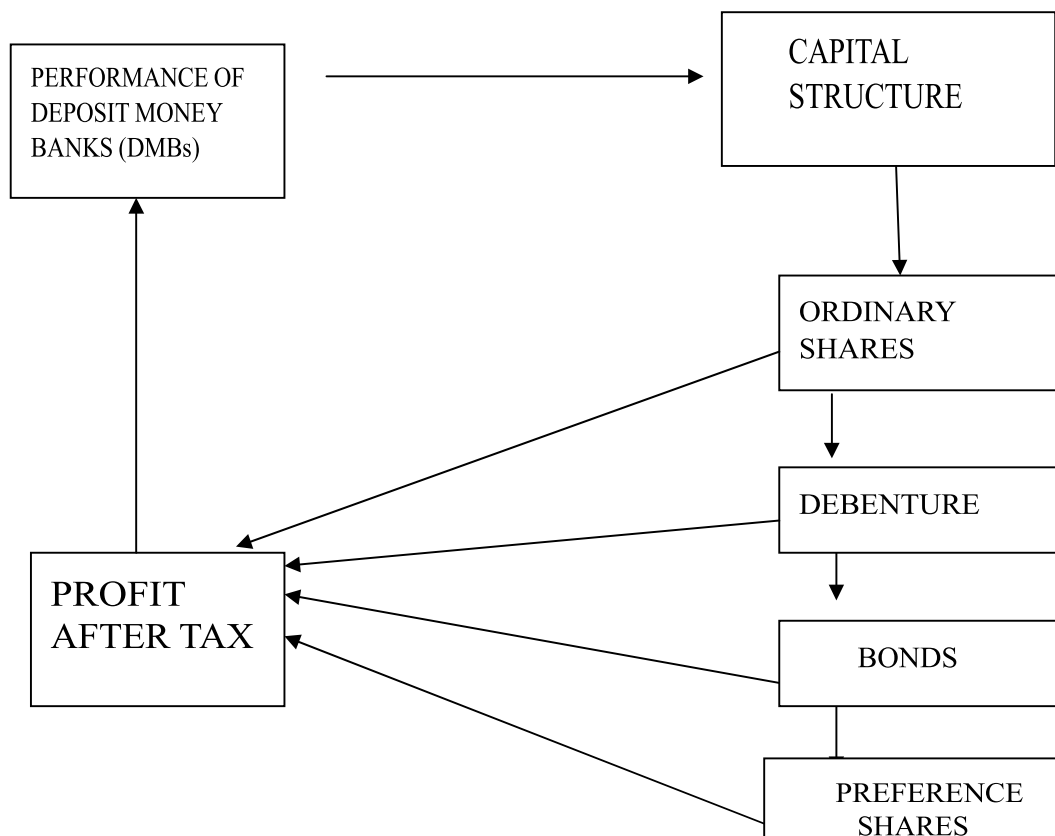 PERFORMANCE OF
DEPOSIT MONEY
BANKS (DMBs)
CAPITAL
STRUCTURE
ORDINARY
SHARES
DEBENTURE
PROFIT
AFTER TAX
BONDS
PREFERENCE
SHARES